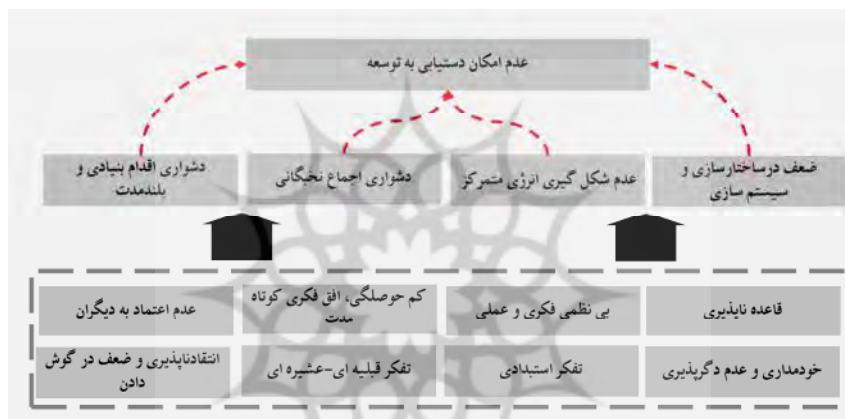 عدم امکان دستیابی به توسعه
ضعف درساختارسازی و
سیستم سازی
عدم شکل گیری انرژی متمرکز
دشواری اجماع نخبگانی
دشواری اقدام بنیادی و
بلندمدت
قاعده ناپذیری
بی نظمی فکری و عملی
کم حوصلگی، افق فکری کوتاه
مدت
عدم اعتماد به دیگران
خودمداری و عدم دگرپذیری
تفکر استبدادی
تفکر قبلیه ای-عشیره ای
انتقادناپذیری و ضعف در گوش
دادن